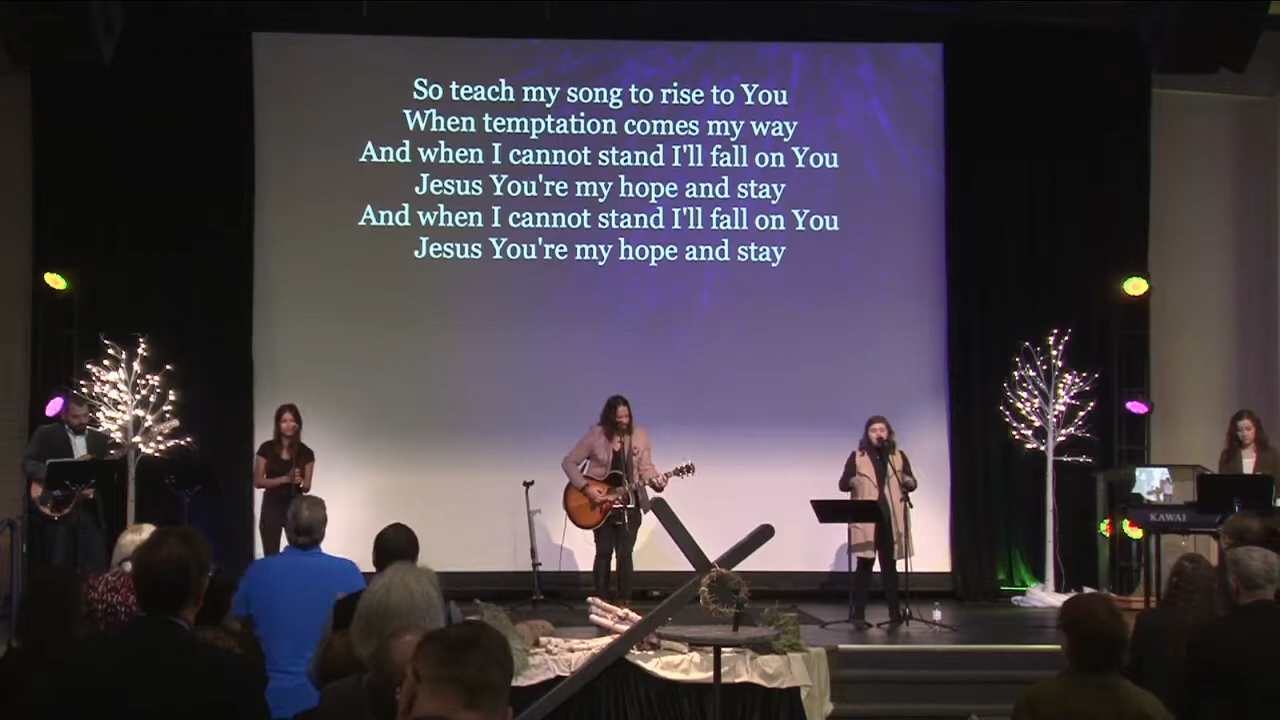 So teach my song to rise to You
When temptation comes my way
And when I cannot stand I'll fall on You
Jesus You're my hope and stay
And when I cannot stand I'll fall on You
Jesus You're my hope and stay
KAWAI